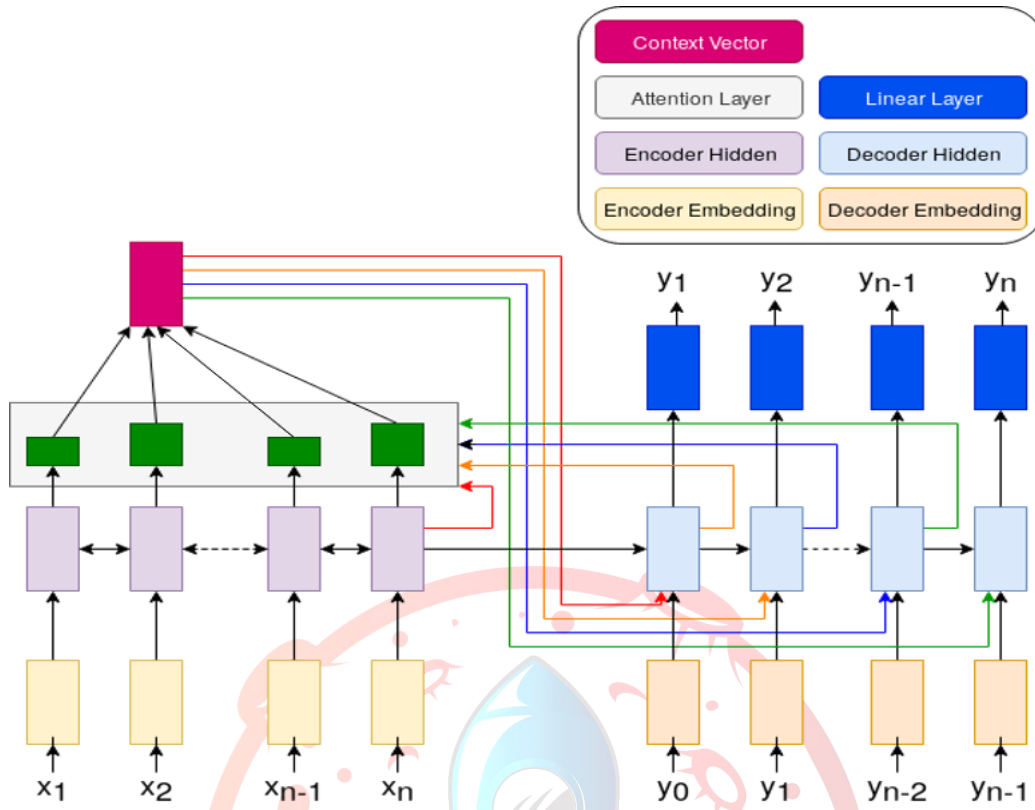 Context Vector
Attention Layer Linear Layer
Encoder Hidden Decoder Hidden
Encoder Embedding Decoder Embedding
y1 y2 yn-1 yn
x1 x2 xn-1 xn y0 y1 yn-2 yn-1